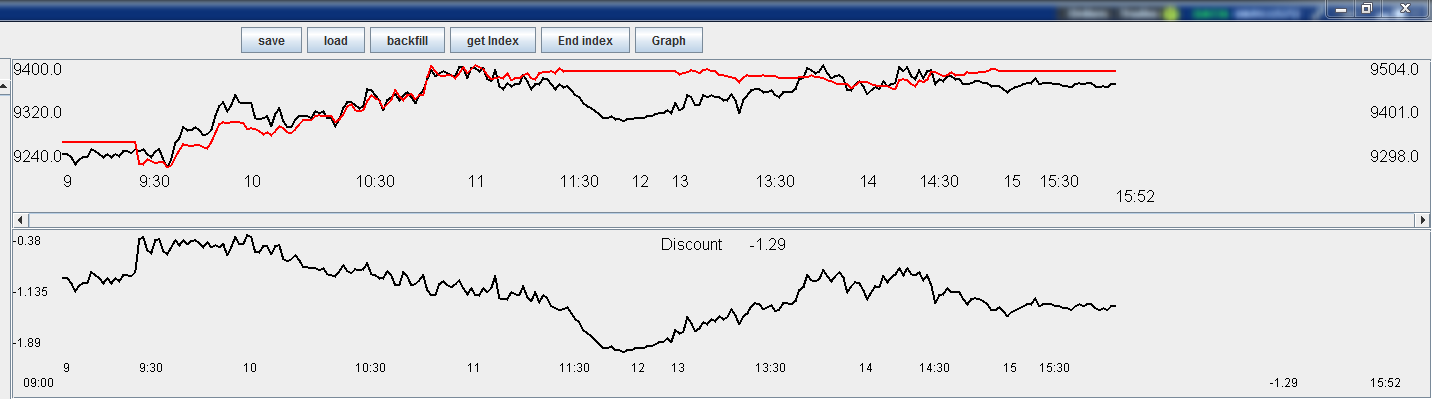 save load backfill get Index End index Graph
9400.0 9504.0
9320.0 9401.0
9240.0 9298.0
9 9:30 10 10:30 11 11:30 12 13 13:30 14 14:30 15 15:30
15:52
-0.38 Discount -1.29
-1.135
-1.89
9 9:30 10 10:30 11 11:30 12 13 13:30 14 14:30 15 15:30
09:00 -1.29 15:52